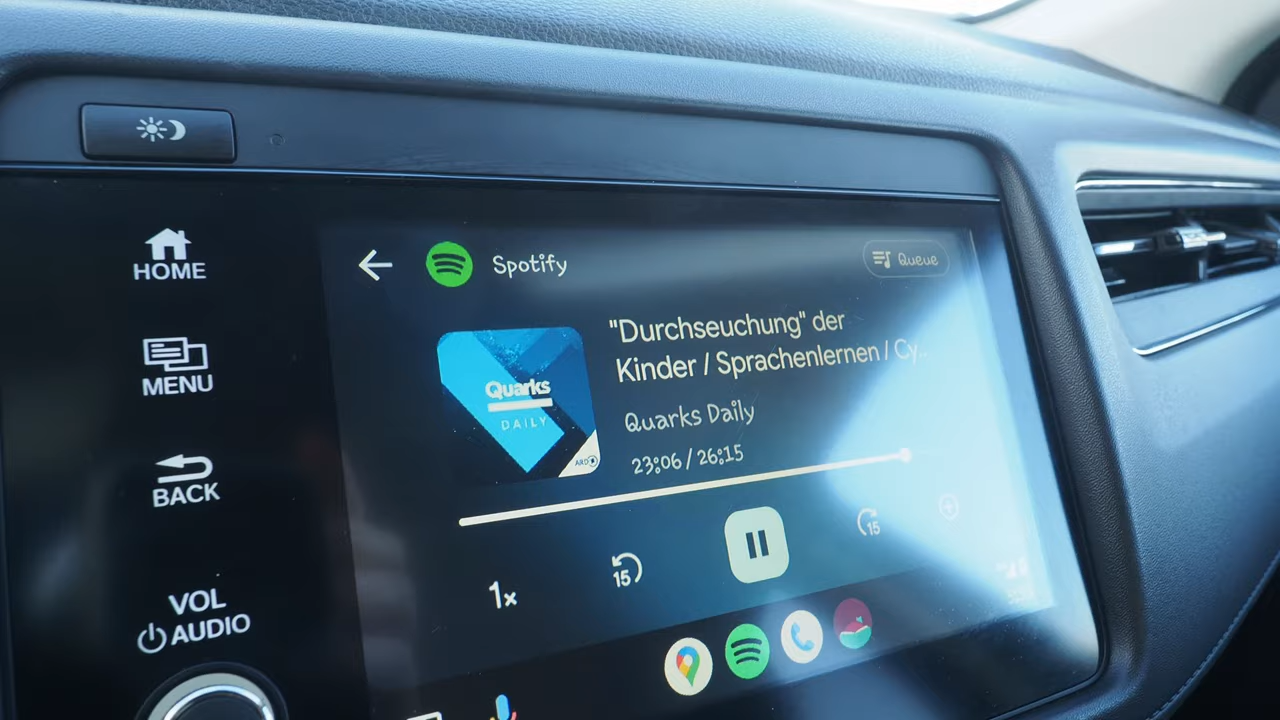 HOME
MENU
BACK
VOL
AUDIO
Spotify
Queue
"Durchseuchung" der
Kinder / Sprachenlernen / Cy..
Quarks Daily
23:06 / 26:15
Quarks
DAILY
ARD
1x
15
15